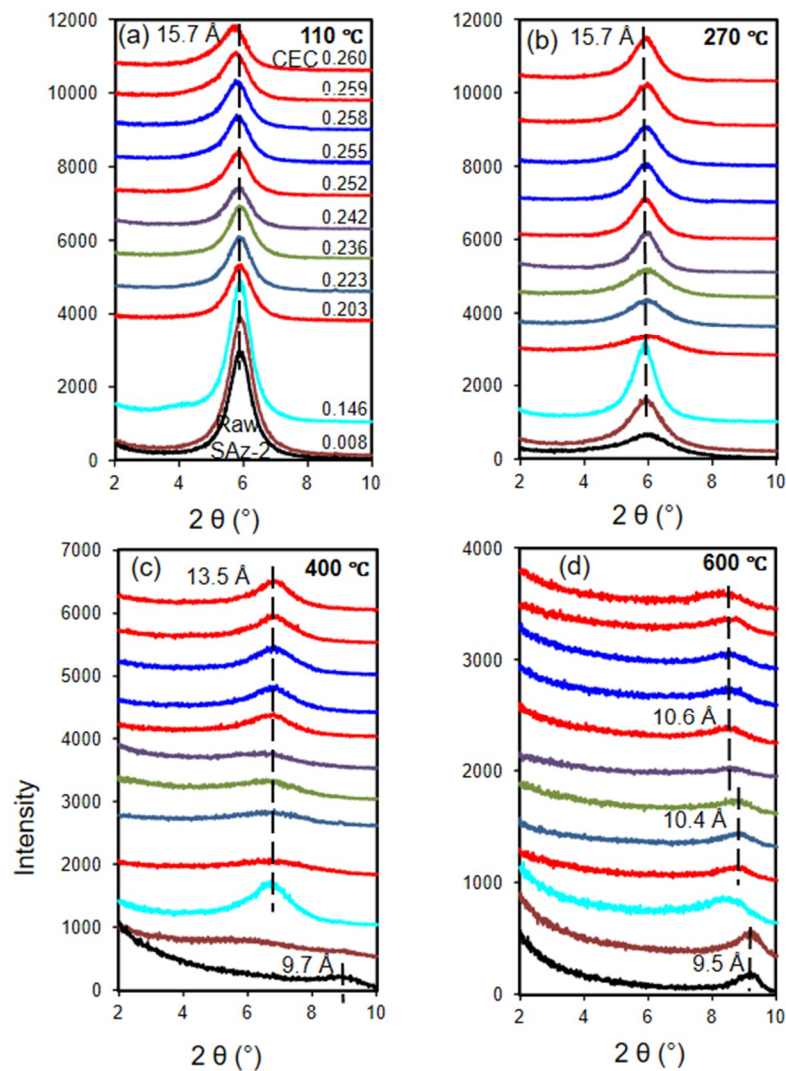 (a) 15.7 Å 110 ℃
CEC 0.260
0.259
0.258
0.255
0.252
0.242
0.236
0.223
0.203
0.146
Raw 0.008
SAz-2
12000
10000
8000
6000
4000
2000
0
2 4 6 8 10
2 θ (°)
(b) 15.7 Å 270 ℃
12000
10000
8000
6000
4000
2000
0
2 4 6 8 10
2 θ (°)
(c) 400 ℃
13.5 Å
9.7 Å
7000
6000
5000
4000
3000
2000
1000
0
Intensity
2 4 6 8 10
2 θ (°)
(d) 600 ℃
10.6 Å
10.4 Å
9.5 Å
4000
3000
2000
1000
0
2 4 6 8 10
2 θ (°)